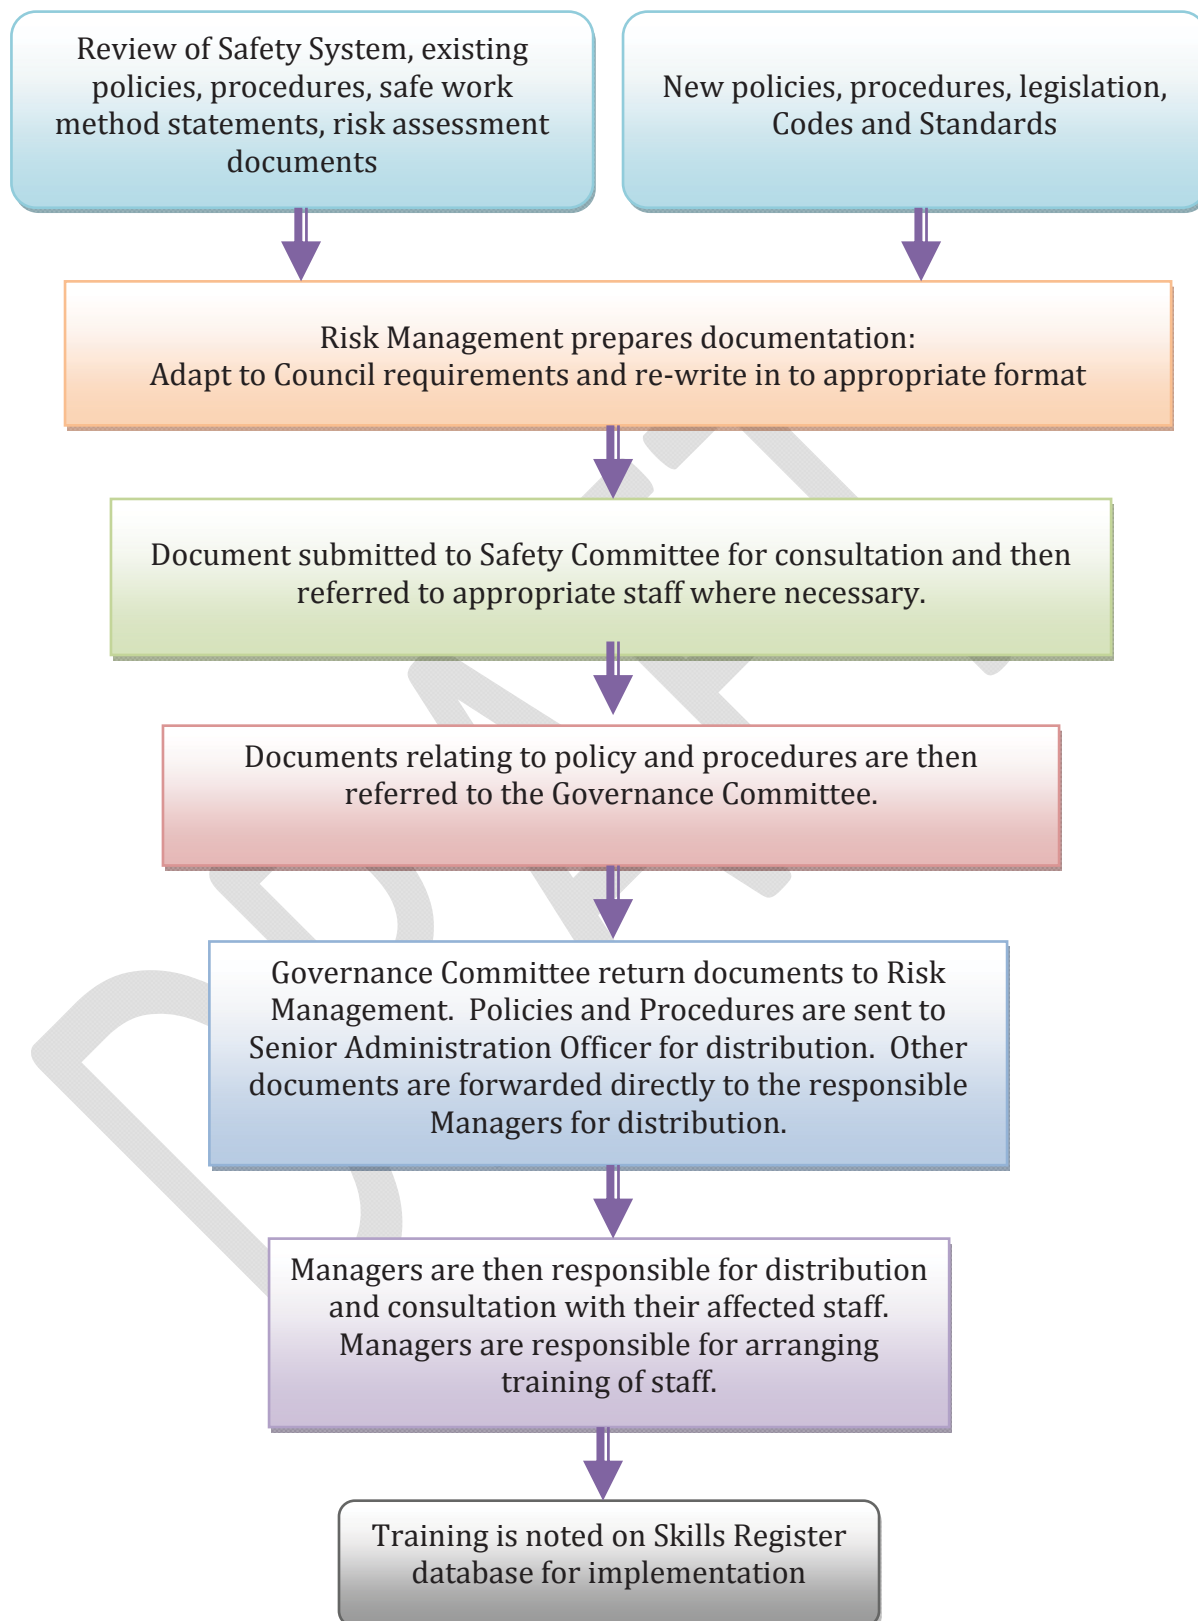 Review of Safety System, existing
policies, procedures, safe work
method statements, risk assessment
documents
New policies, procedures, legislation,
Codes and Standards
Risk Management prepares documentation:
Adapt to Council requirements and re-write in to appropriate format
Document submitted to Safety Committee for consultation and then
referred to appropriate staff where necessary.
Documents relating to policy and procedures are then
referred to the Governance Committee.
Governance Committee return documents to Risk
Management.  Policies and Procedures are sent to
Senior Administration Officer for distribution.  Other
documents are forwarded directly to the responsible
Managers for distribution.
Managers are then responsible for distribution
and consultation with their affected staff.
Managers are responsible for arranging
training of staff.
Training is noted on Skills Register
database for implementation
DRAFT